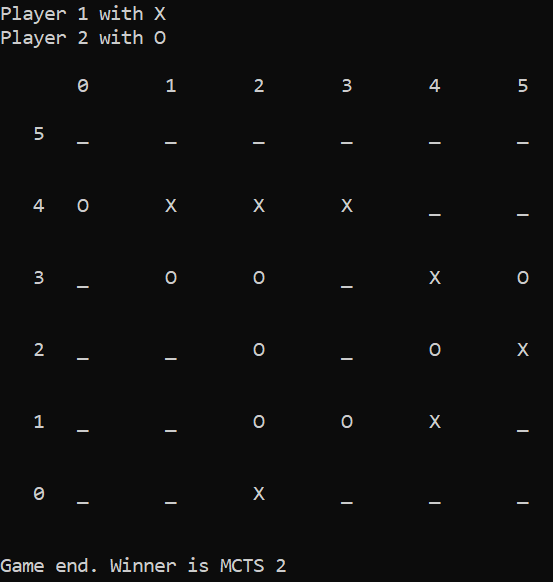 Player 1 with X
Player 2 with O
0 1 2 3 4 5
5 _ _ _ _ _ _
4 O X X X _ _
3 _ O O _ X O
2 _ _ O _ O X
1 _ _ O O X _
0 _ _ X _ _ _
Game end. Winner is MCTS 2